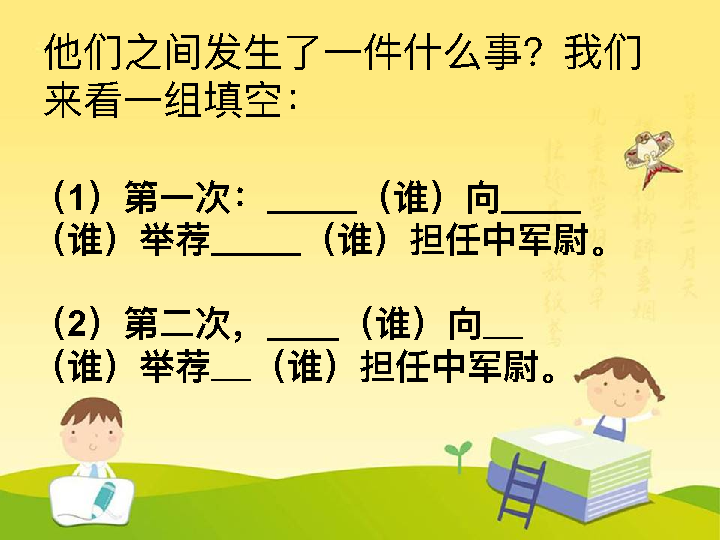 他们之间发生了一件什么事？我们
来看一组填空：
（1）第一次：_____（谁）向_____
（谁）举荐_____（谁）担任中军尉。
（2）第二次，____（谁）向__
（谁）举荐__（谁）担任中军尉。